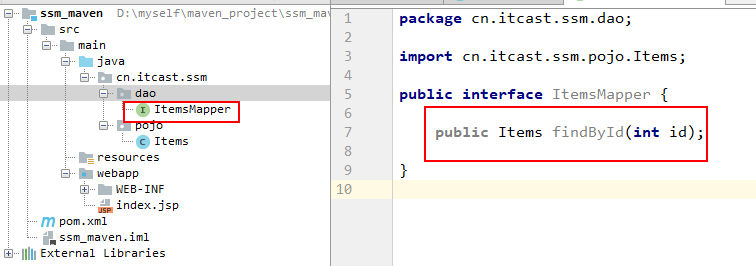 ssm_maven D:\myself\maven_project\ssm_mav
src
main
java
cn.itcast.ssm
dao
ItemsMapper
pojo
Items
resources
webapp
WEB-INF
index.jsp
pom.xml
ssm_maven.iml
External Libraries
1 package cn.itcast.ssm.dao;
2
3 import cn.itcast.ssm.pojo.Items;
4
5 public interface ItemsMapper {
6
7 public Items findById(int id);
8
9 }
10